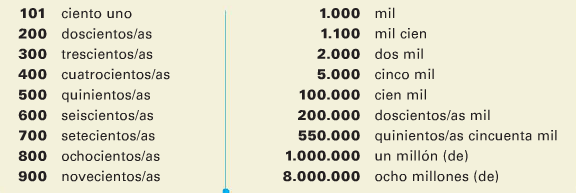 101 ciento uno
200 doscientos/as
300 trescientos/as
400 cuatrocientos/as
500 quinientos/as
600 seiscientos/as
700 setecientos/as
800 ochocientos/as
900 novecientos/as
1.000 mil
1.100 mil cien
2.000 dos mil
5.000 cinco mil
100.000 cien mil
200.000 doscientos/as mil
550.000 quinientos/as cincuenta mil
1.000.000 un millón (de)
8.000.000 ocho millones (de)